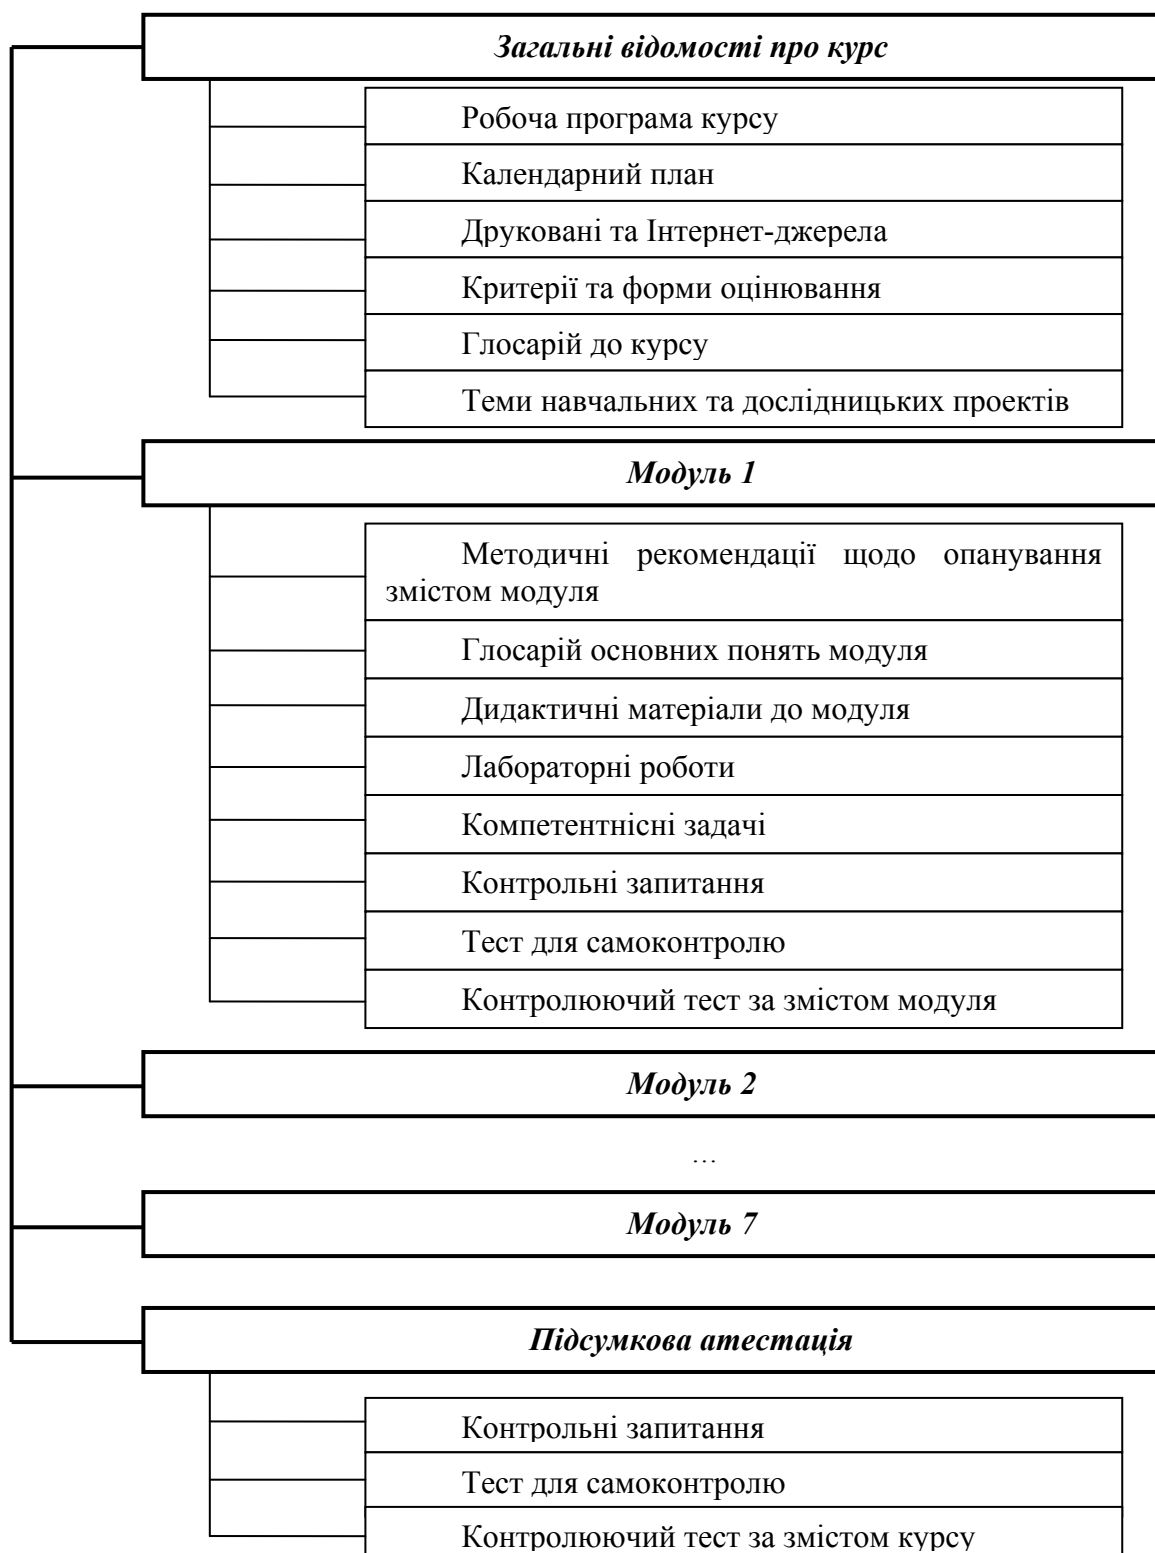 Загальні відомості про курс
Робоча програма курсу
Календарний план
Друковані та Інтернет-джерела
Критерії та форми оцінювання
Глосарій до курсу
Теми навчальних та дослідницьких проектів
Модуль 1
Методичні рекомендації щодо опанування
змістом модуля
Глосарій основних понять модуля
Дидактичні матеріали до модуля
Лабораторні роботи
Компетентнісні задачі
Контрольні запитання
Тест для самоконтролю
Контролюючий тест за змістом модуля
Модуль 2
…
Модуль 7
Підсумкова атестація
Контрольні запитання
Тест для самоконтролю
Контролюючий тест за змістом курсу